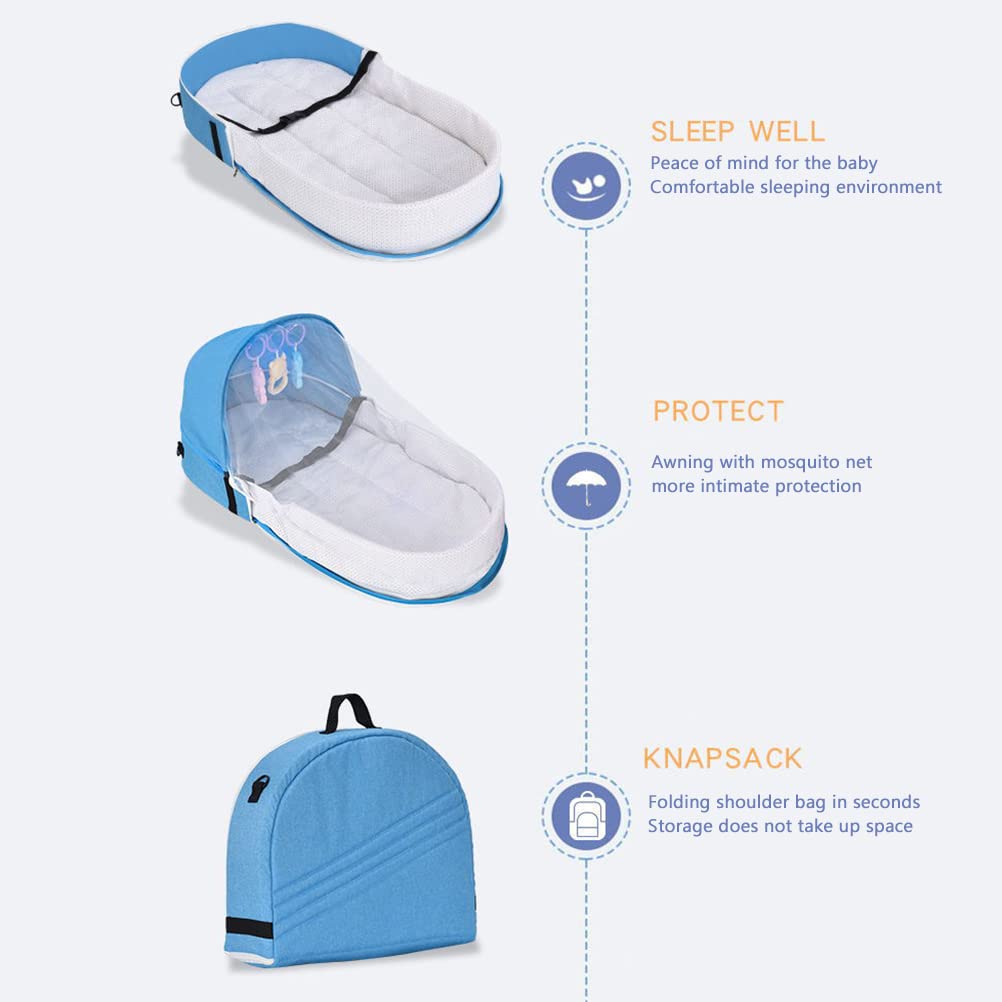 SLEEP WELL
Peace of mind for the baby
Comfortable sleeping environment
PROTECT
Awning with mosquito net
more intimate protection
KNAPSACK
Folding shoulder bag in seconds
Storage does not take up space